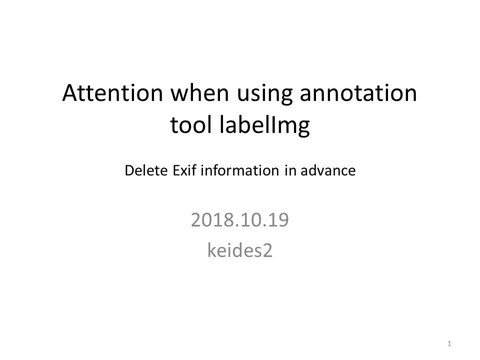 Attention when using annotation
tool labelImg
Delete Exif information in advance
2018.10.19
keides2
1